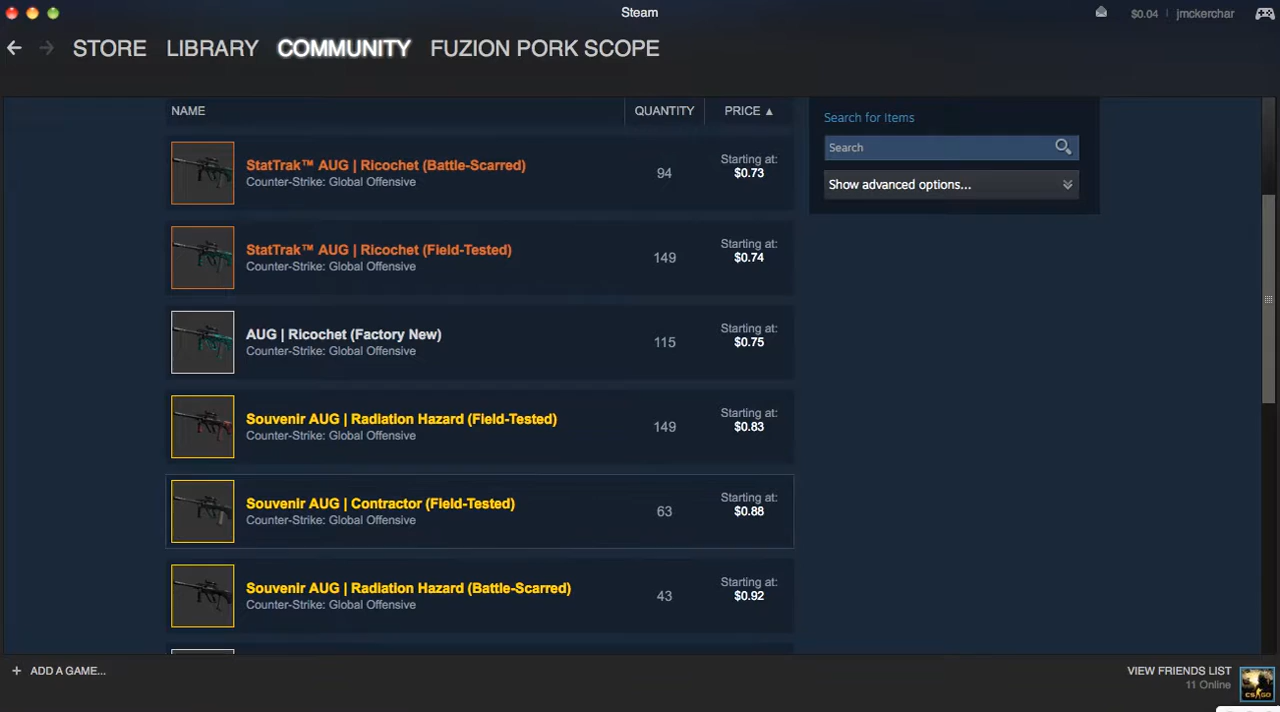 Steam
$0.04 | jmckerchar
STORE LIBRARY COMMUNITY FUZION PORK SCOPE
NAME QUANTITY PRICE ▲
StatTrak™ AUG | Ricochet (Battle-Scarred)
Counter-Strike: Global Offensive
94
Starting at:
$0.73
StatTrak™ AUG | Ricochet (Field-Tested)
Counter-Strike: Global Offensive
149
Starting at:
$0.74
AUG | Ricochet (Factory New)
Counter-Strike: Global Offensive
115
Starting at:
$0.75
Souvenir AUG | Radiation Hazard (Field-Tested)
Counter-Strike: Global Offensive
149
Starting at:
$0.83
Souvenir AUG | Contractor (Field-Tested)
Counter-Strike: Global Offensive
63
Starting at:
$0.88
Souvenir AUG | Radiation Hazard (Battle-Scarred)
Counter-Strike: Global Offensive
43
Starting at:
$0.92
Search for Items
Search
Show advanced options...
+ ADD A GAME...
VIEW FRIENDS LIST
11 Online
CS GO